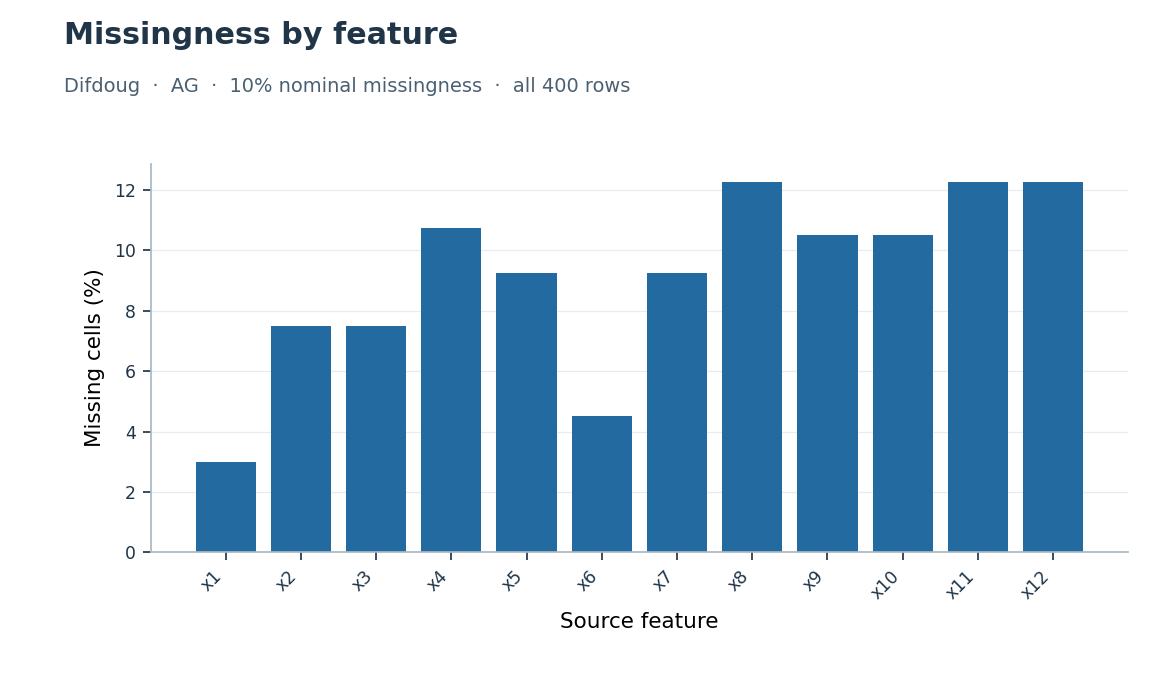 Missingness by feature
Difdoug · AG · 10% nominal missingness · all 400 rows
12
10
8
6
4
2
0
Missing cells (%)
x1 x2 x3 x4 x5 x6 x7 x8 x9 x10 x11 x12
Source feature